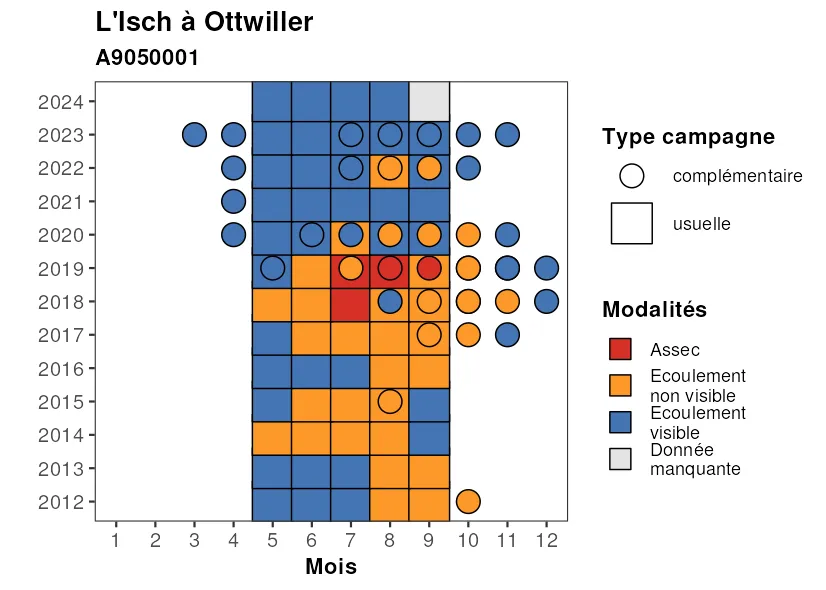 L'Isch à Ottwiller
A9050001
2024
2023
2022
2021
2020
2019
2018
2017
2016
2015
2014
2013
2012
1 2 3 4 5 6 7 8 9 10 11 12
Mois
Type campagne
complémentaire
usuelle
Modalités
Assec
Ecoulement
non visible
Ecoulement
visible
Donnée
manquante